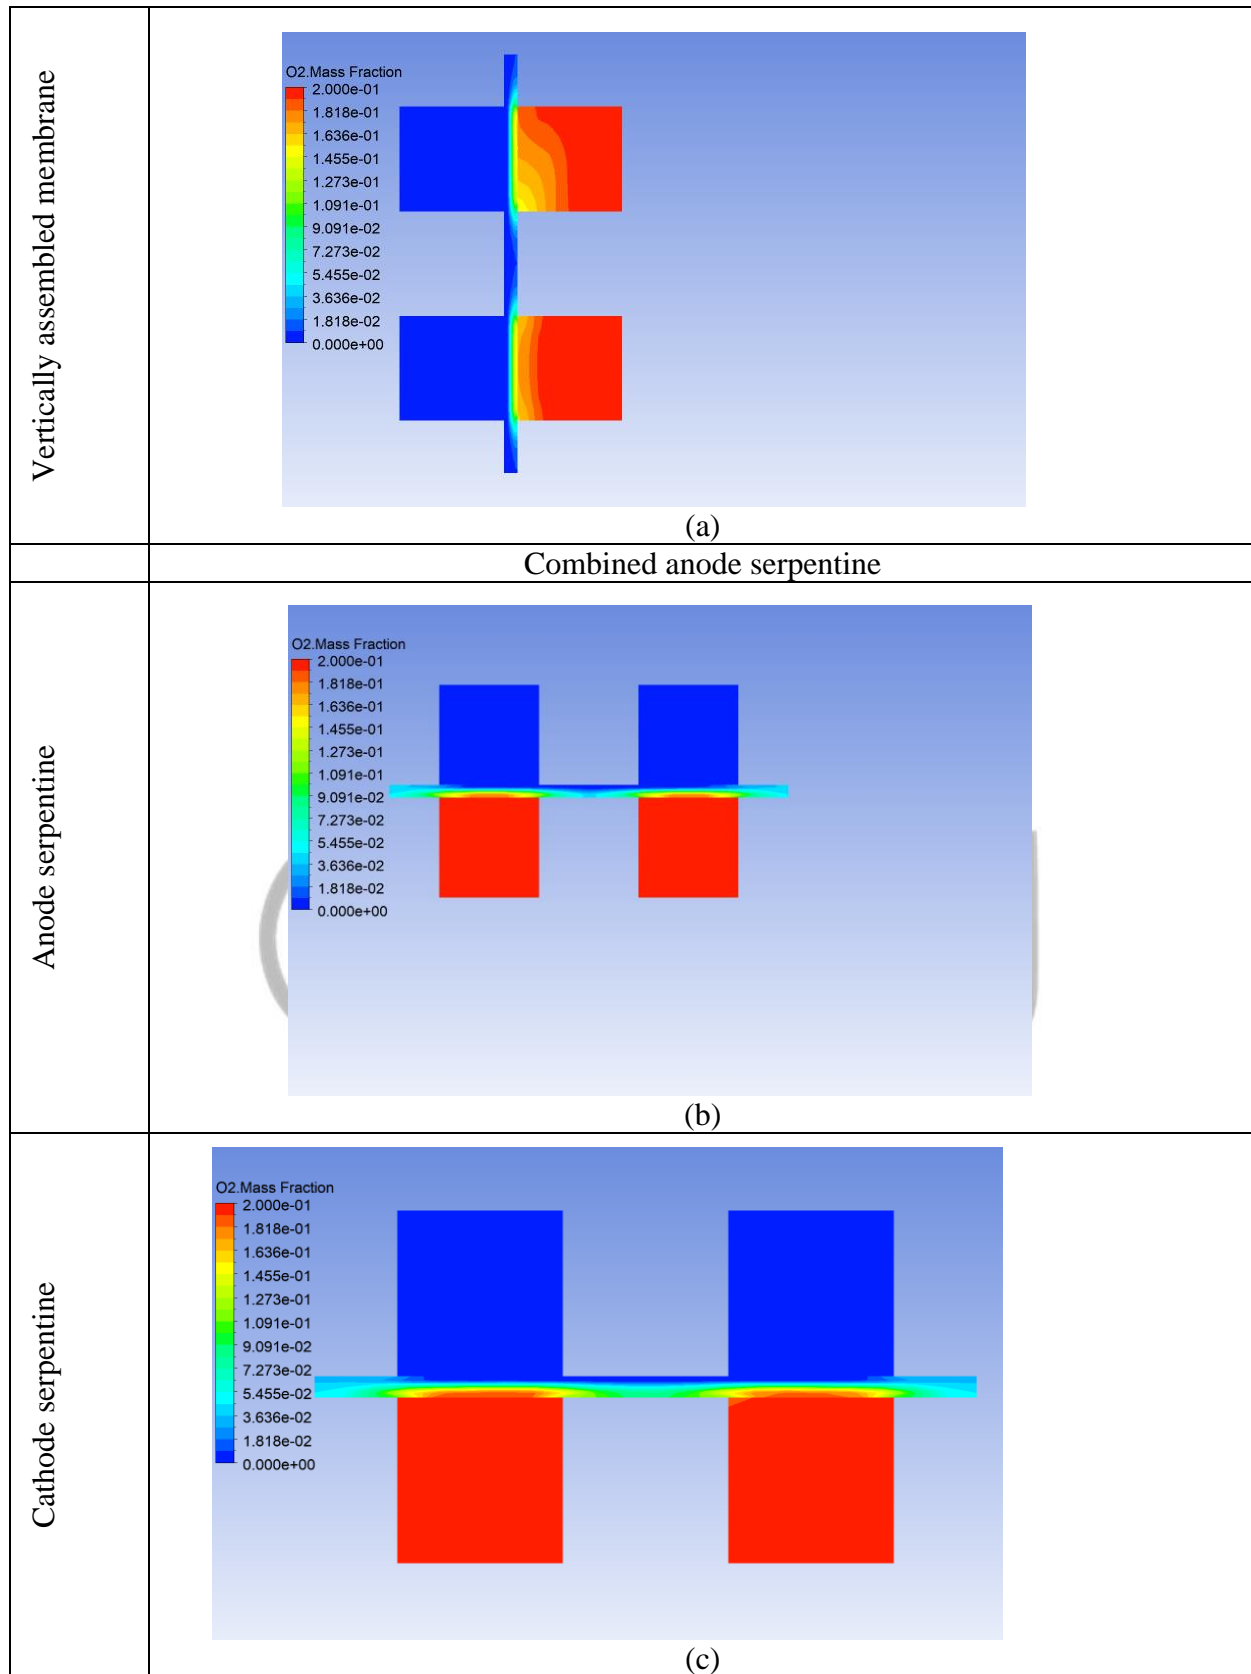 Vertically assembled membrane
O2.Mass Fraction
2.000e-01
1.818e-01
1.636e-01
1.455e-01
1.273e-01
1.091e-01
9.091e-02
7.273e-02
5.455e-02
3.636e-02
1.818e-02
0.000e+00
(a)
Combined anode serpentine
Anode serpentine
O2.Mass Fraction
2.000e-01
1.818e-01
1.636e-01
1.455e-01
1.273e-01
1.091e-01
9.091e-02
7.273e-02
5.455e-02
3.636e-02
1.818e-02
0.000e+00
(b)
Cathode serpentine
O2.Mass Fraction
2.000e-01
1.818e-01
1.636e-01
1.455e-01
1.273e-01
1.091e-01
9.091e-02
7.273e-02
5.455e-02
3.636e-02
1.818e-02
0.000e+00
(c)